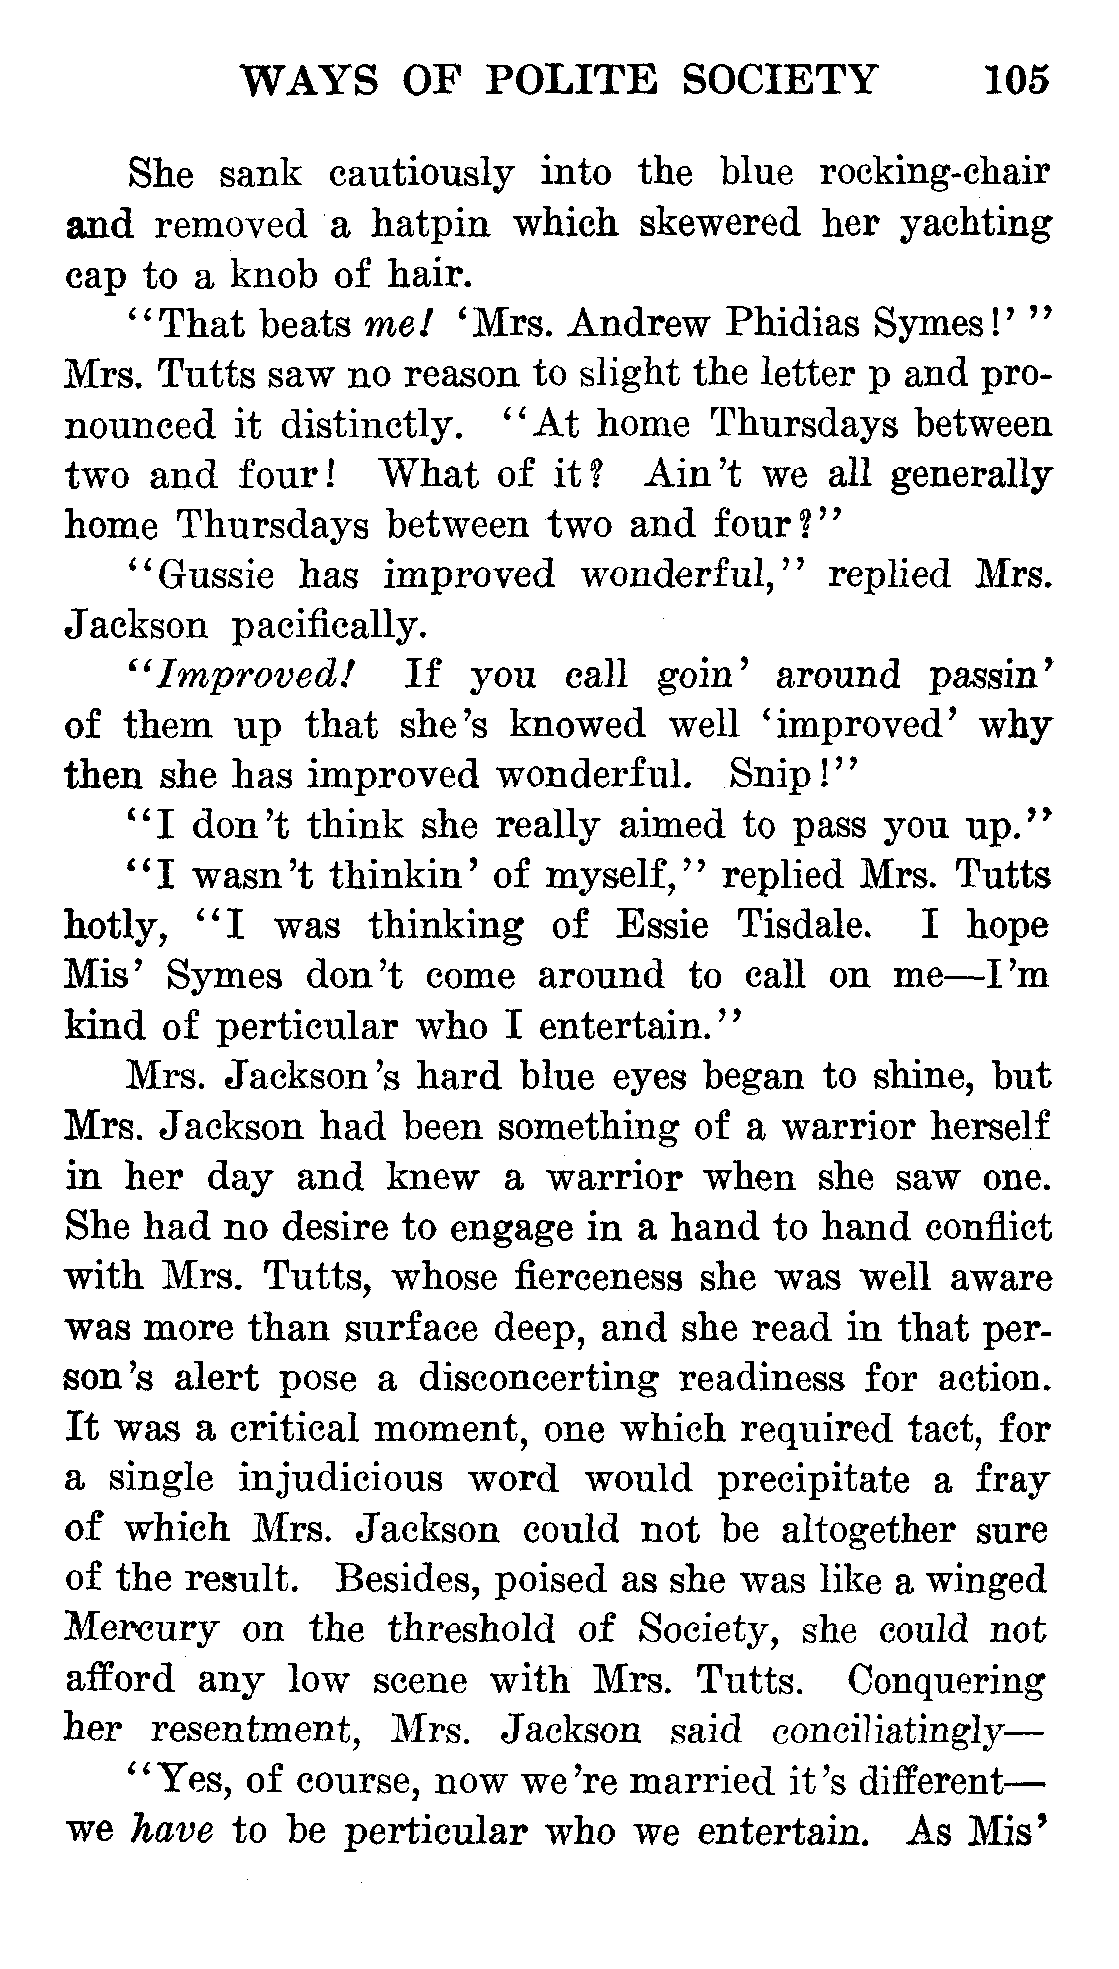 WAYS OF POLITE SOCIETY 105
She sank cautiously into the blue rocking-chair
and removed a hatpin which skewered her yachting
cap to a knob of hair.
"That beats me! 'Mrs. Andrew Phidias Symes!' "
Mrs. Tutts saw no reason to slight the letter p and pro-
nounced it distinctly. "At home Thursdays between
two and four! What of it? Ain't we all generally
home Thursdays between two and four?"
"Gussie has improved wonderful," replied Mrs.
Jackson pacifically.
"Improved! If you call goin' around passin'
of them up that she's knowed well 'improved' why
then she has improved wonderful. Snip!"
"I don't think she really aimed to pass you up."
"I wasn't thinkin' of myself," replied Mrs. Tutts
hotly, "I was thinking of Essie Tisdale. I hope
Mis' Symes don't come around to call on me—I'm
kind of perticular who I entertain."
Mrs. Jackson's hard blue eyes began to shine, but
Mrs. Jackson had been something of a warrior herself
in her day and knew a warrior when she saw one.
She had no desire to engage in a hand to hand conflict
with Mrs. Tutts, whose fierceness she was well aware
was more than surface deep, and she read in that per-
son's alert pose a disconcerting readiness for action.
It was a critical moment, one which required tact, for
a single injudicious word would precipitate a fray
of which Mrs. Jackson could not be altogether sure
of the result. Besides, poised as she was like a winged
Mercury on the threshold of Society, she could not
afford any low scene with Mrs. Tutts. Conquering
her resentment, Mrs. Jackson said conciliatingly—
"Yes, of course, now we're married it's different—
we have to be perticular who we entertain. As Mis'